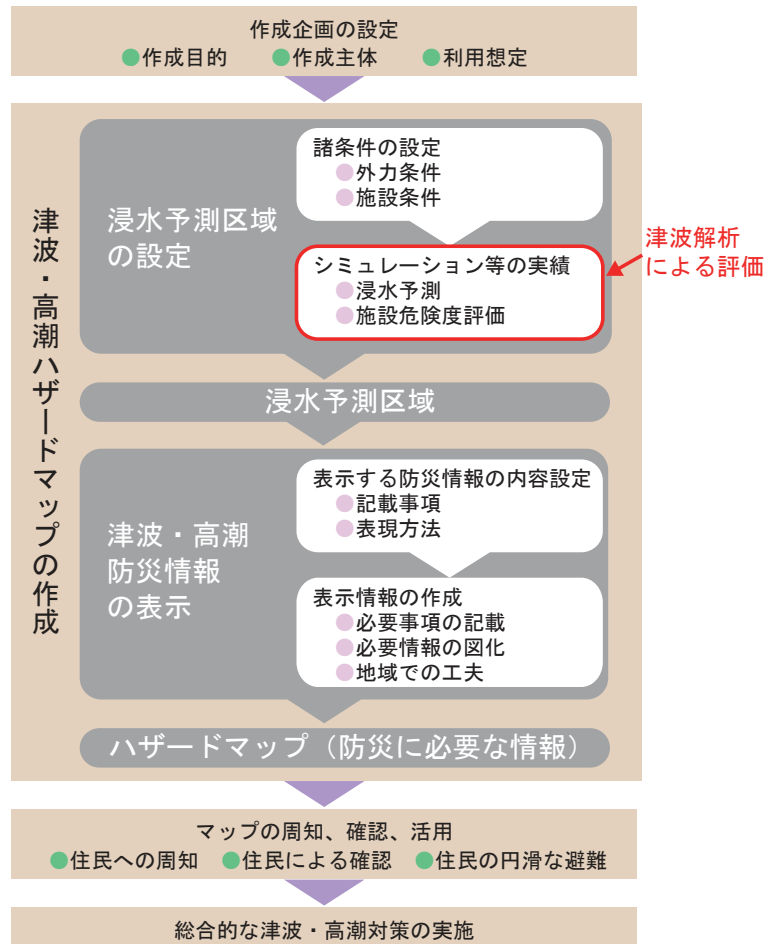 作成企画の設定
●作成目的 ●作成主体 ●利用想定
津波・高潮ハザードマップの作成
浸水予測区域
の設定
諸条件の設定
●外力条件
●施設条件
シミュレーション等の実績
●浸水予測
●施設危険度評価
津波解析
による評価
浸水予測区域
津波・高潮
防災情報
の表示
表示する防災情報の内容設定
●記載事項
●表現方法
表示情報の作成
●必要事項の記載
●必要情報の図化
●地域での工夫
ハザードマップ（防災に必要な情報）
マップの周知、確認、活用
●住民への周知 ●住民による確認 ●住民の円滑な避難
総合的な津波・高潮対策の実施